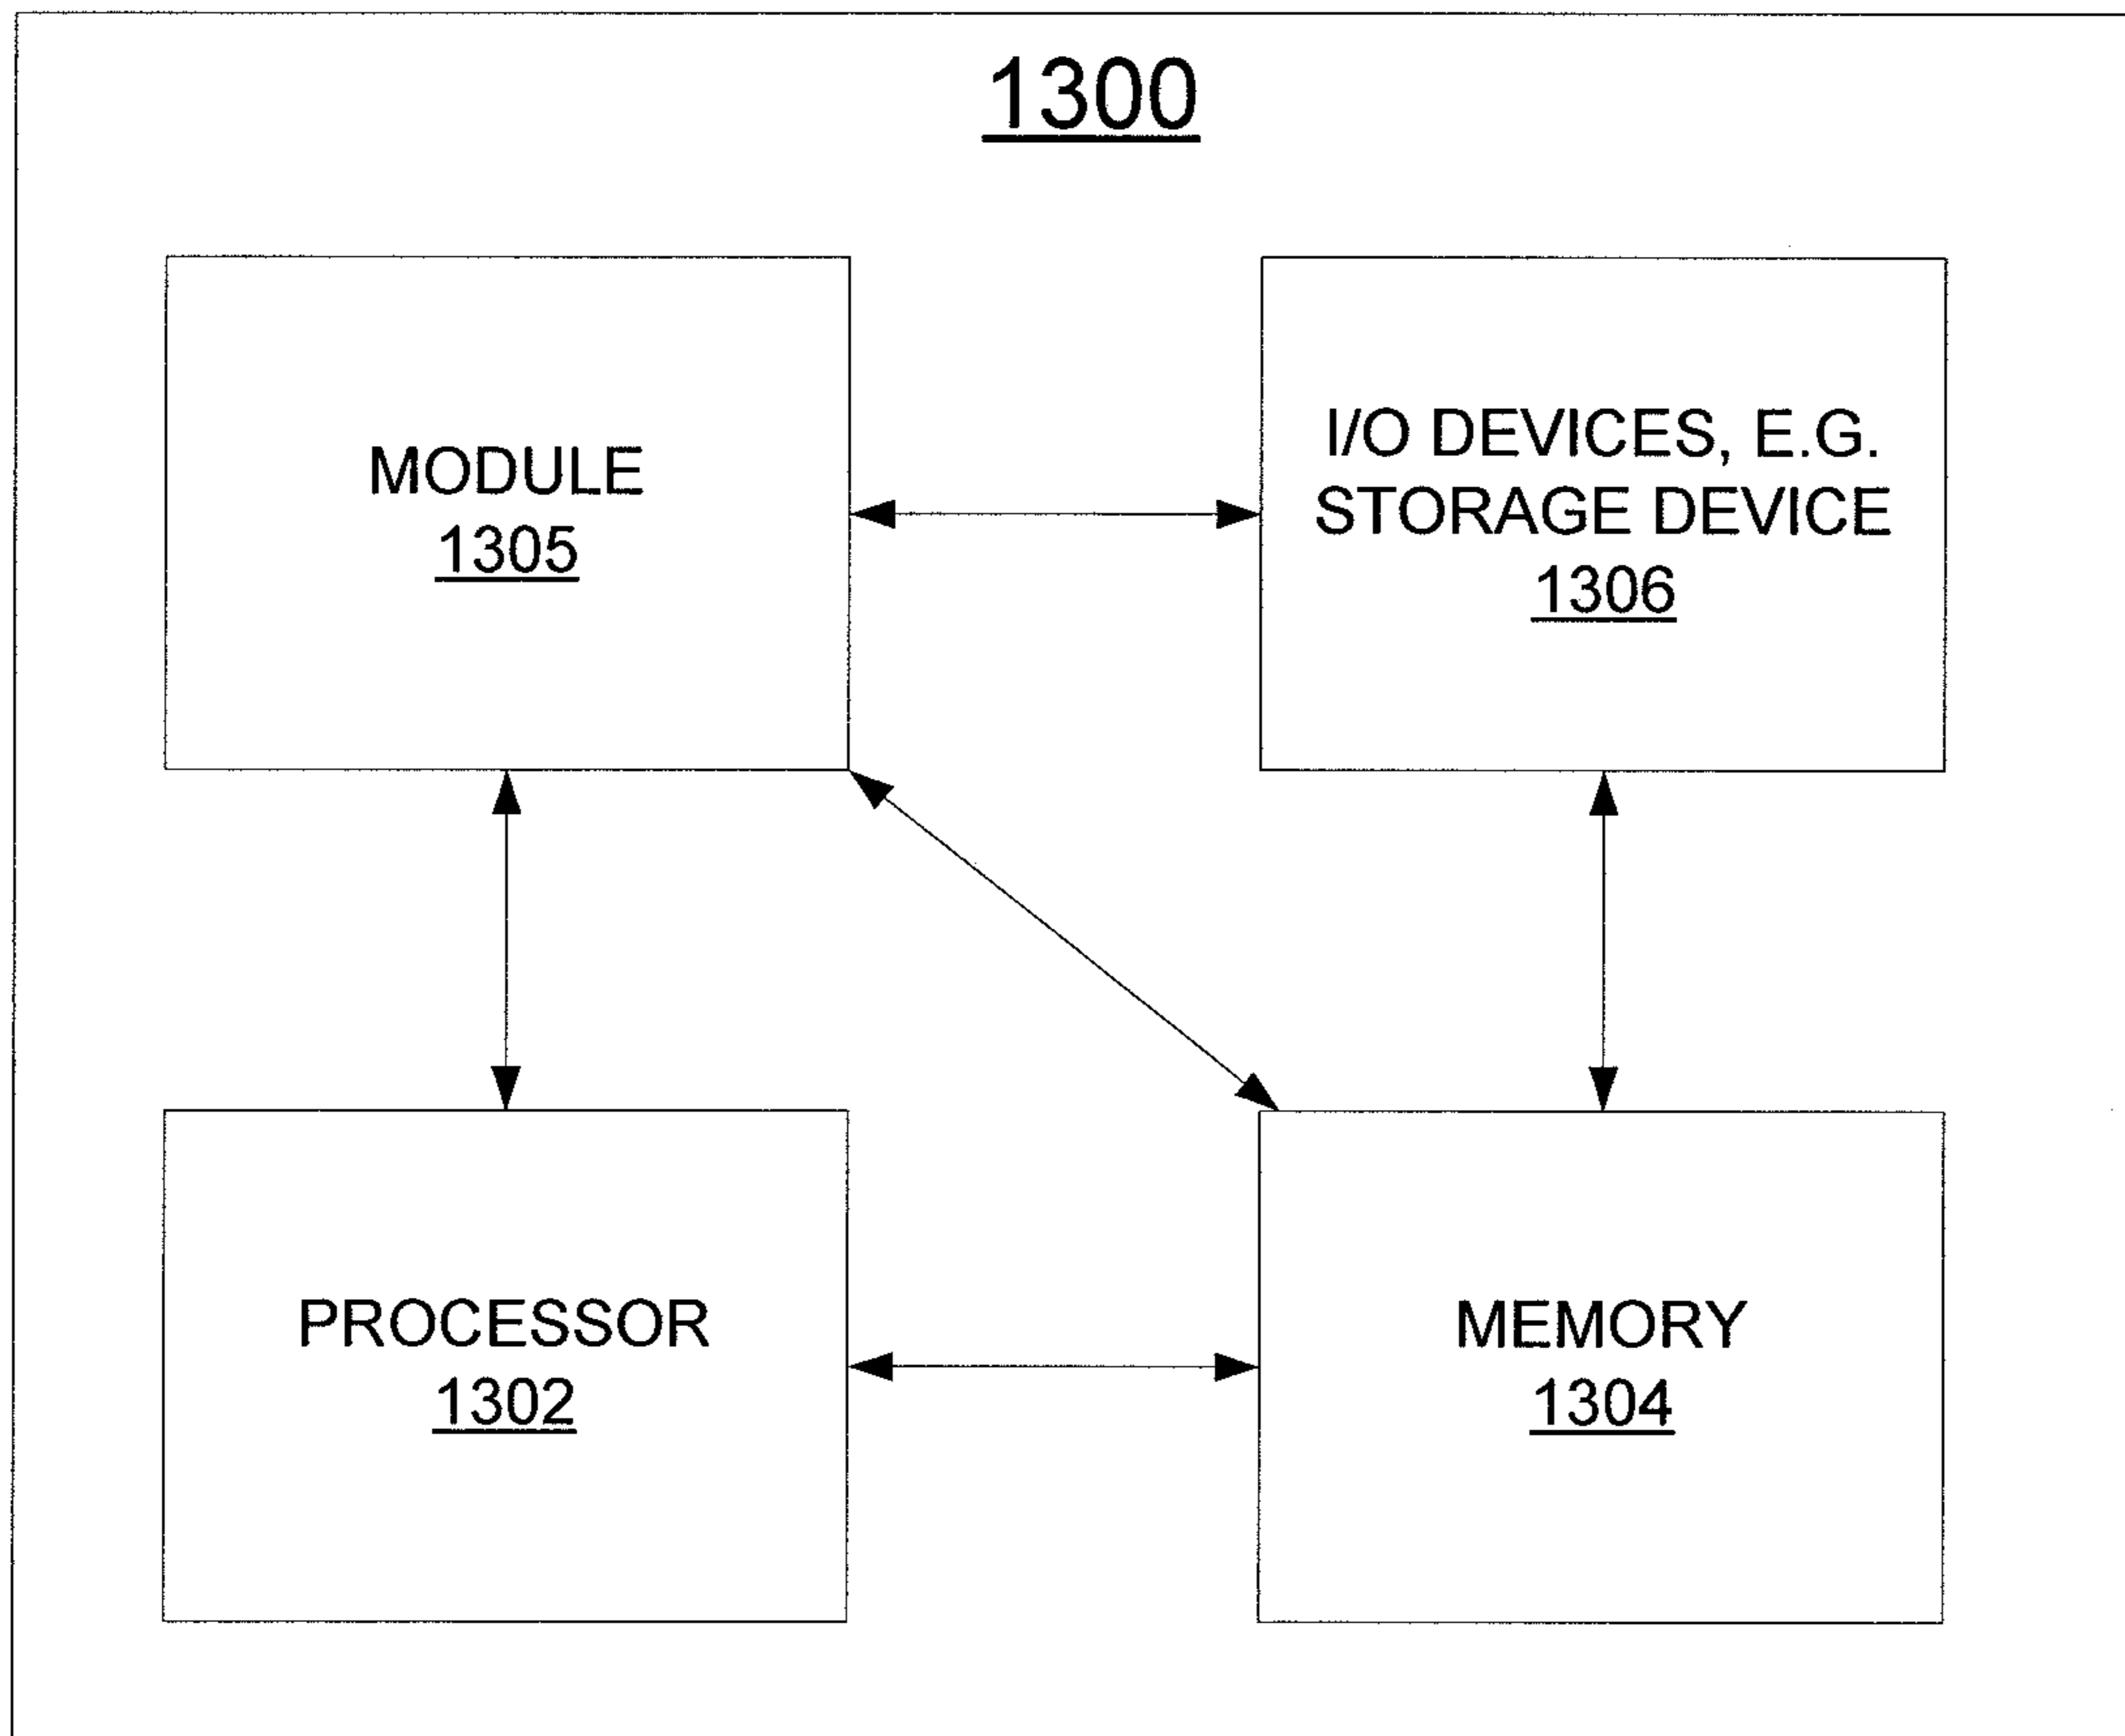 1300
MODULE
1305
I/O DEVICES, E.G.
STORAGE DEVICE
1306
PROCESSOR
1302
MEMORY
1304